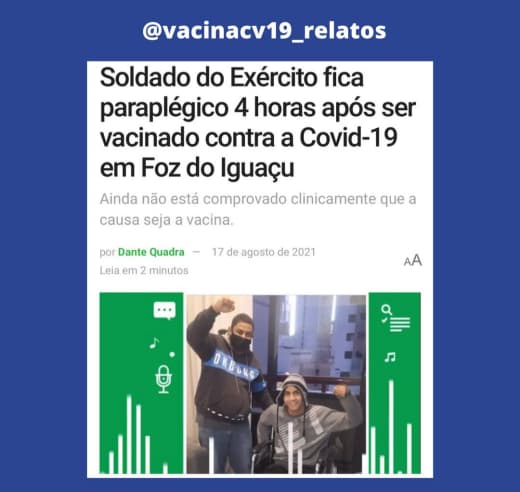 @vacinacv19_relatos
Soldado do Exército fica
paraplégico 4 horas após ser
vacinado contra a Covid-19
em Foz do Iguaçu
Ainda não está comprovado clinicamente que a
causa seja a vacina.
por Dante Quadra — 17 de agosto de 2021
Leia em 2 minutos
AA